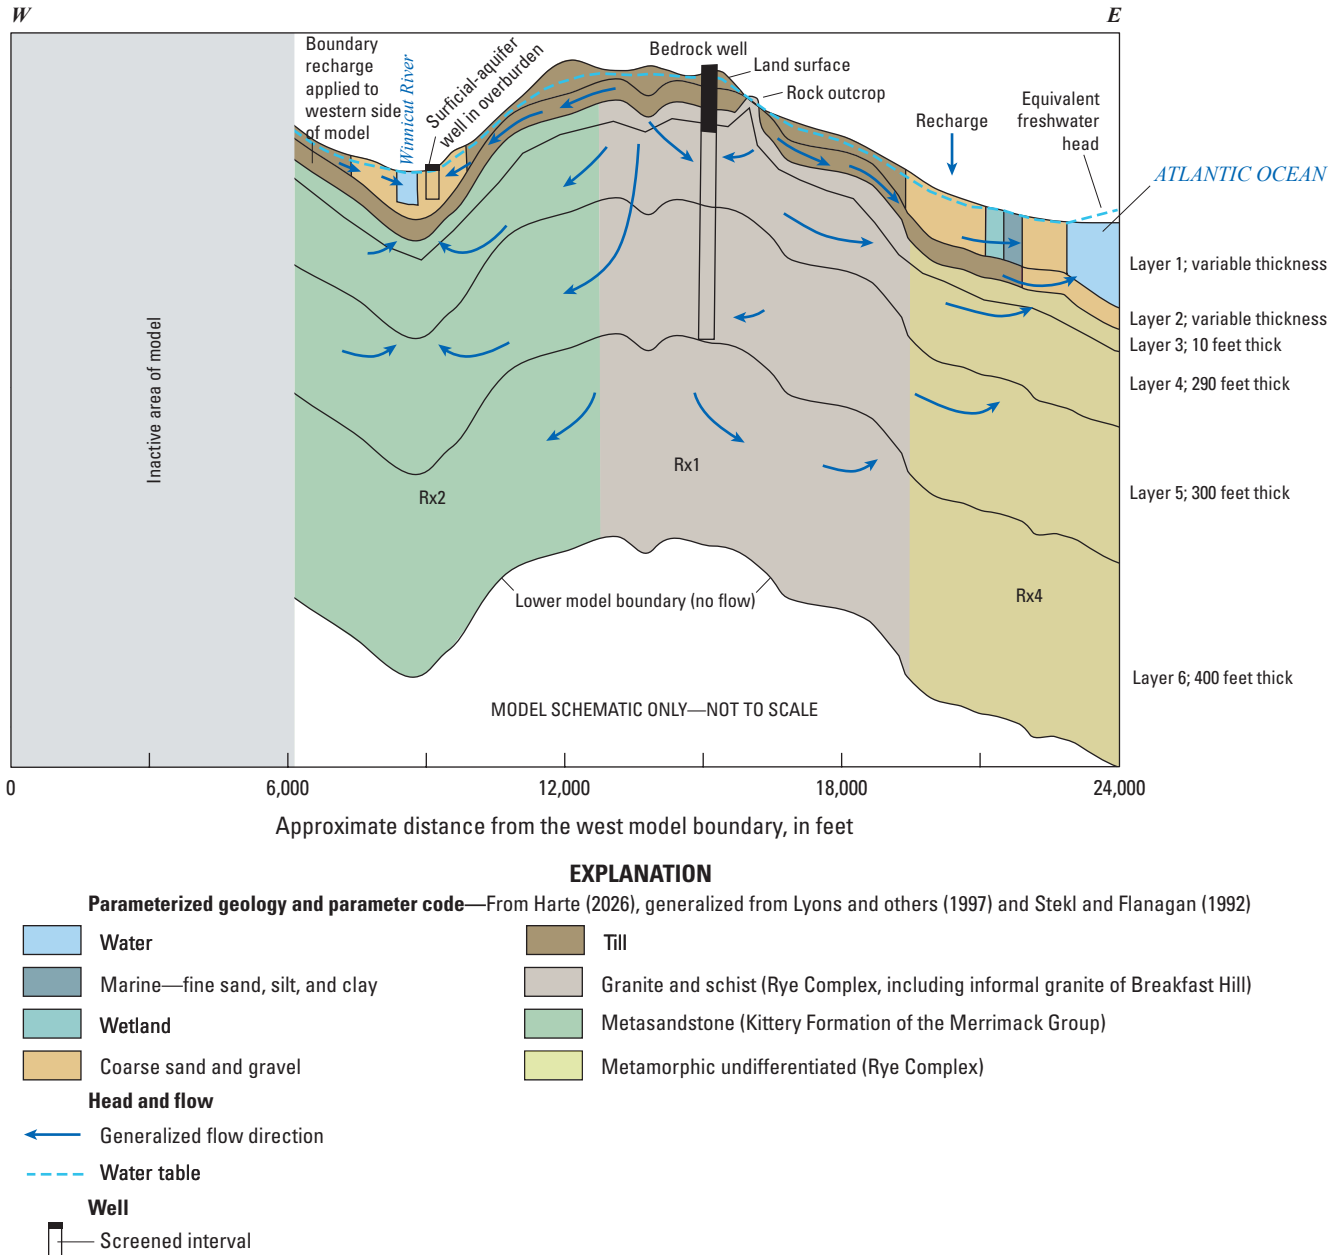 W
E
Boundary
recharge
applied to
western side
of model
Winnicut River
Surficial-aquifer
well in overburden
Bedrock well
Land surface
Rock outcrop
Recharge
Equivalent
freshwater
head
ATLANTIC OCEAN
Layer 1; variable thickness
Layer 2; variable thickness
Layer 3; 10 feet thick
Layer 4; 290 feet thick
Layer 5; 300 feet thick
Layer 6; 400 feet thick
Inactive area of model
Rx2
Rx1
Rx4
Lower model boundary (no flow)
MODEL SCHEMATIC ONLY—NOT TO SCALE
0
6,000
12,000
18,000
24,000
Approximate distance from the west model boundary, in feet
EXPLANATION
Parameterized geology and parameter code—From Harte (2026), generalized from Lyons and others (1997) and Stekl and Flanagan (1992)
Water
Marine—fine sand, silt, and clay
Wetland
Coarse sand and gravel
Till
Granite and schist (Rye Complex, including informal granite of Breakfast Hill)
Metasandstone (Kittery Formation of the Merrimack Group)
Metamorphic undifferentiated (Rye Complex)
Head and flow
Generalized flow direction
Water table
Well
Screened interval